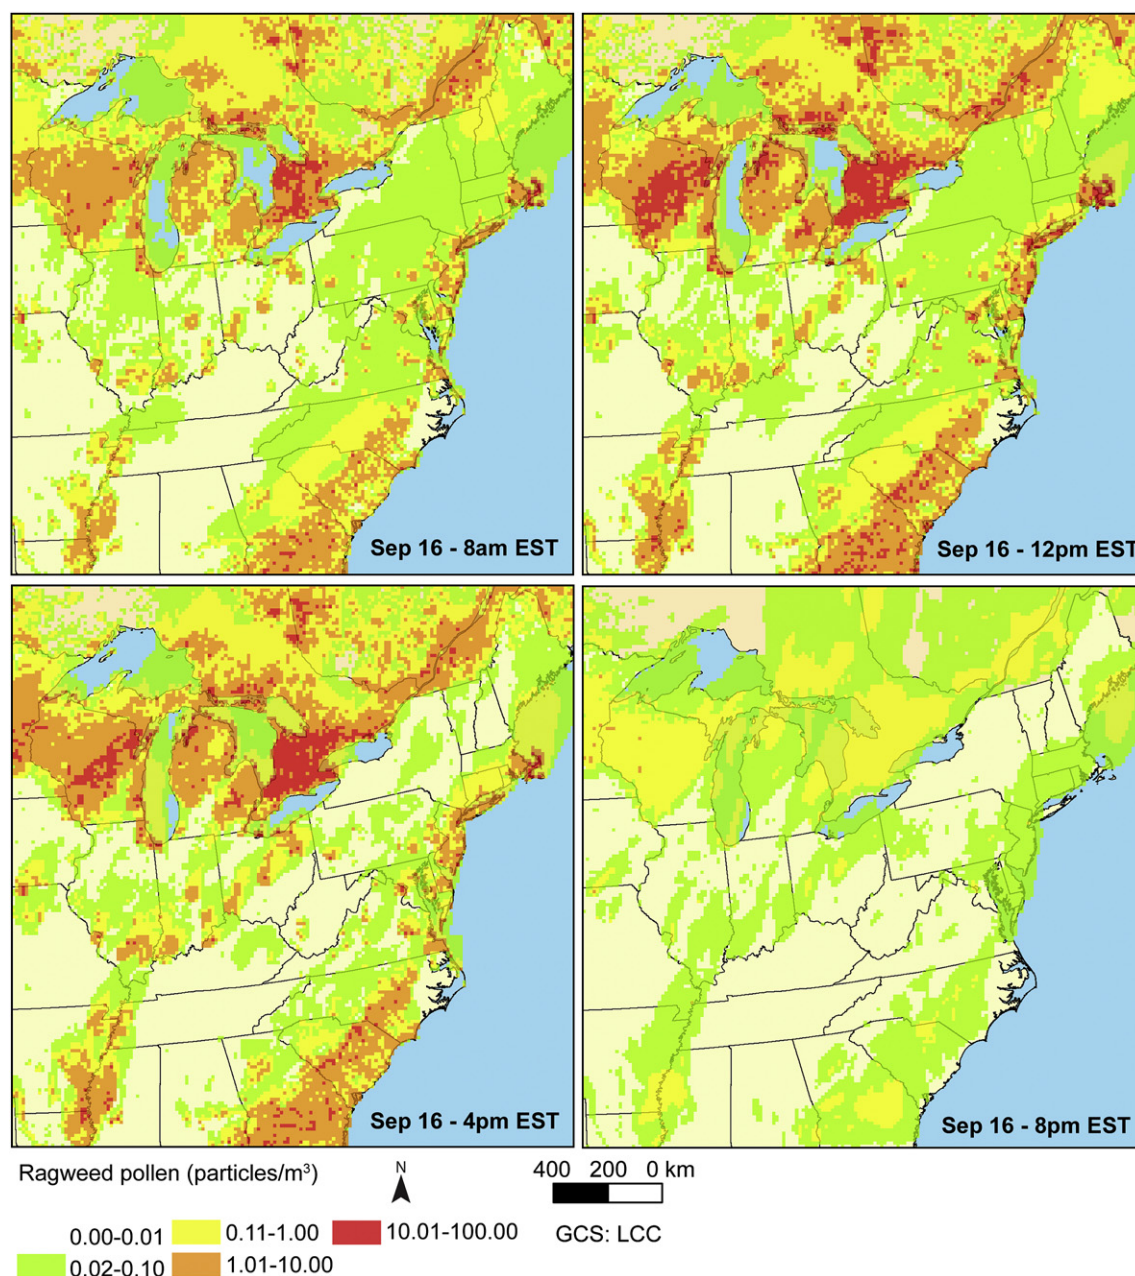 Sep 16 - 8am EST
Sep 16 - 12pm EST
Sep 16 - 4pm EST
Sep 16 - 8pm EST
Ragweed pollen (particles/m³)
N
400 200 0 km
0.00-0.01 0.11-1.00 10.01-100.00
GCS: LCC
0.02-0.10 1.01-10.00